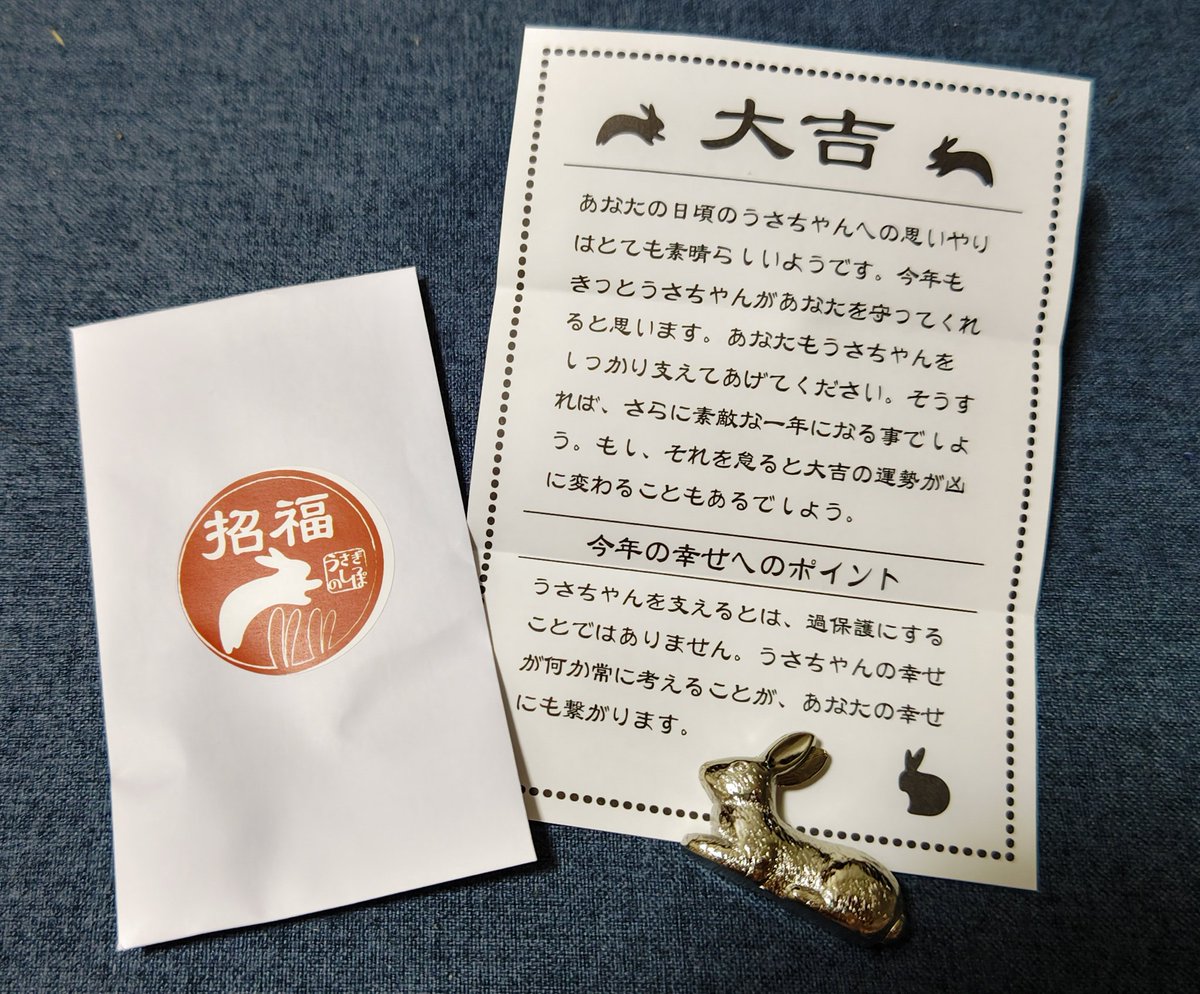 大吉
あなたの日頃のうさちゃんへの思いやり
はとても素晴らしいようです。今年も
きっとうさちゃんがあなたを守ってくれ
ると思います。あなたもうさちゃんを
しっかり支えてあげてください。そうす
れば、さらに素敵な一年になる事でしょ
う。もし、それを怠ると大吉の運勢が凶
に変わることもあるでしょう。
今年の幸せへのポイント
うさちゃんを支えるとは、過保護にする
ことではありません。うさちゃんの幸せ
が何か常に考えることが、あなたの幸せ
にも繋がります。
招福
うさぎ
のしっぽ